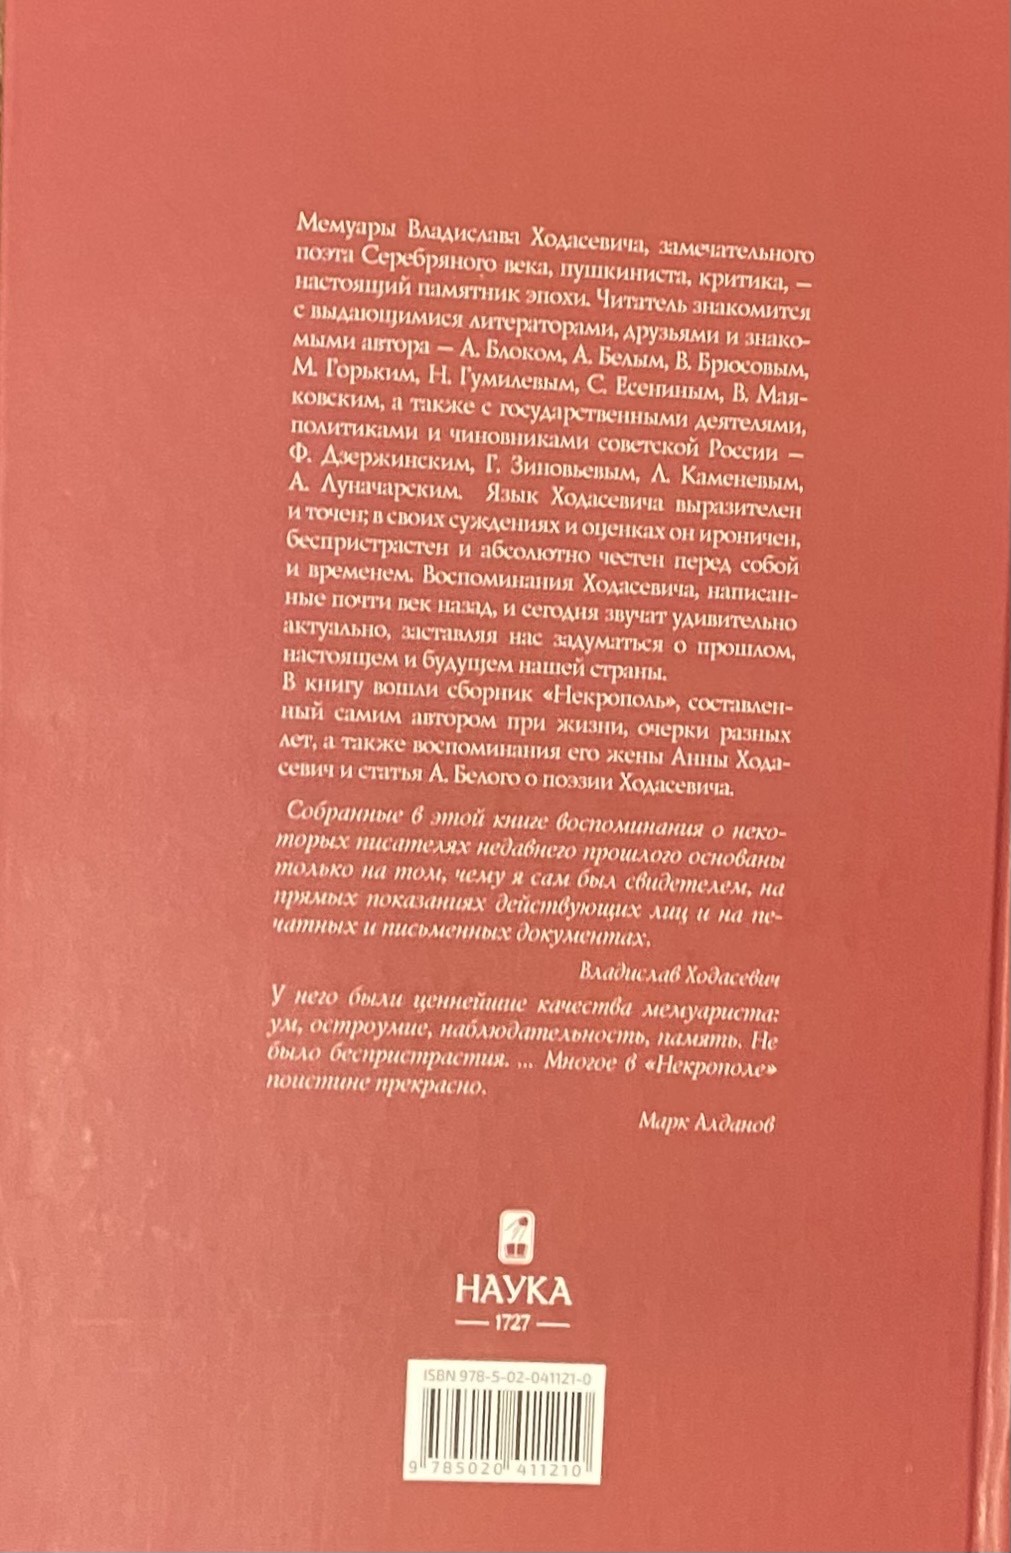 Мемуары Владислава Ходасевича, замечательного
поэта Серебряного века, пушкиниста, критика, —
настоящий памятник эпохи. Читатель знакомится
с выдающимися литераторами, друзьями и знако-
мыми автора — А. Блоком, А. Белым, В. Брюсовым,
М. Горьким, Н. Гумилевым, С. Есениным, В. Мая-
ковским, а также с государственными деятелями,
политиками и чиновниками советской России —
Ф. Дзержинским, Г. Зиновьевым, Л. Каменевым,
А. Луначарским. Язык Ходасевича выразителен
и точен; в своих суждениях и оценках он ироничен,
беспристрастен и абсолютно честен перед собой
и временем. Воспоминания Ходасевича, написан-
ные почти век назад, и сегодня звучат удивительно
актуально, заставляя нас задуматься о прошлом,
настоящем и будущем нашей страны.
В книгу вошли сборник «Некрополь», составлен-
ный самим автором при жизни, очерки разных
лет, а также воспоминания его жены Анны Хода-
севич и статья А. Белого о поэзии Ходасевича.
Собранные в этой книге воспоминания о неко-
торых писателях недавнего прошлого основаны
только на том, чему я сам был свидетелем, на
прямых показаниях действующих лиц и на пе-
чатных и письменных документах.
Владислав Ходасевич
У него были ценнейшие качества мемуариста:
ум, остроумие, наблюдательность, память. Не
было беспристрастия. ... Многое в «Некрополе»
поистине прекрасно.
Марк Алданов
НАУКА
— 1727 —
ISBN 978-5-02-041121-0
9 785020 411210